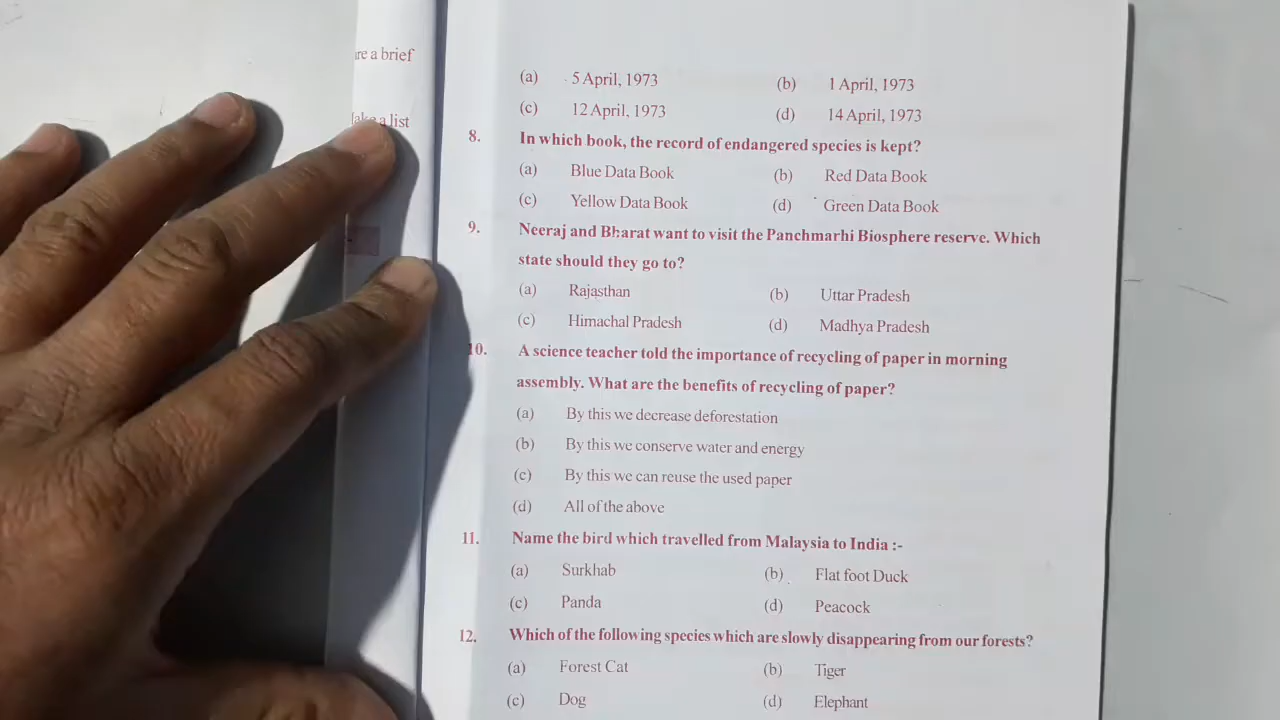 re a brief
a list
(a) 5 April, 1973 (b) 1 April, 1973
(c) 12 April, 1973 (d) 14 April, 1973
8. In which book, the record of endangered species is kept?
(a) Blue Data Book (b) Red Data Book
(c) Yellow Data Book (d) Green Data Book
9. Neeraj and Bharat want to visit the Panchmarhi Biosphere reserve. Which
state should they go to?
(a) Rajasthan (b) Uttar Pradesh
(c) Himachal Pradesh (d) Madhya Pradesh
10. A science teacher told the importance of recycling of paper in morning
assembly. What are the benefits of recycling of paper?
(a) By this we decrease deforestation
(b) By this we conserve water and energy
(c) By this we can reuse the used paper
(d) All of the above
11. Name the bird which travelled from Malaysia to India :-
(a) Surkhab (b) Flat foot Duck
(c) Panda (d) Peacock
12. Which of the following species which are slowly disappearing from our forests?
(a) Forest Cat (b) Tiger
(c) Dog (d) Elephant